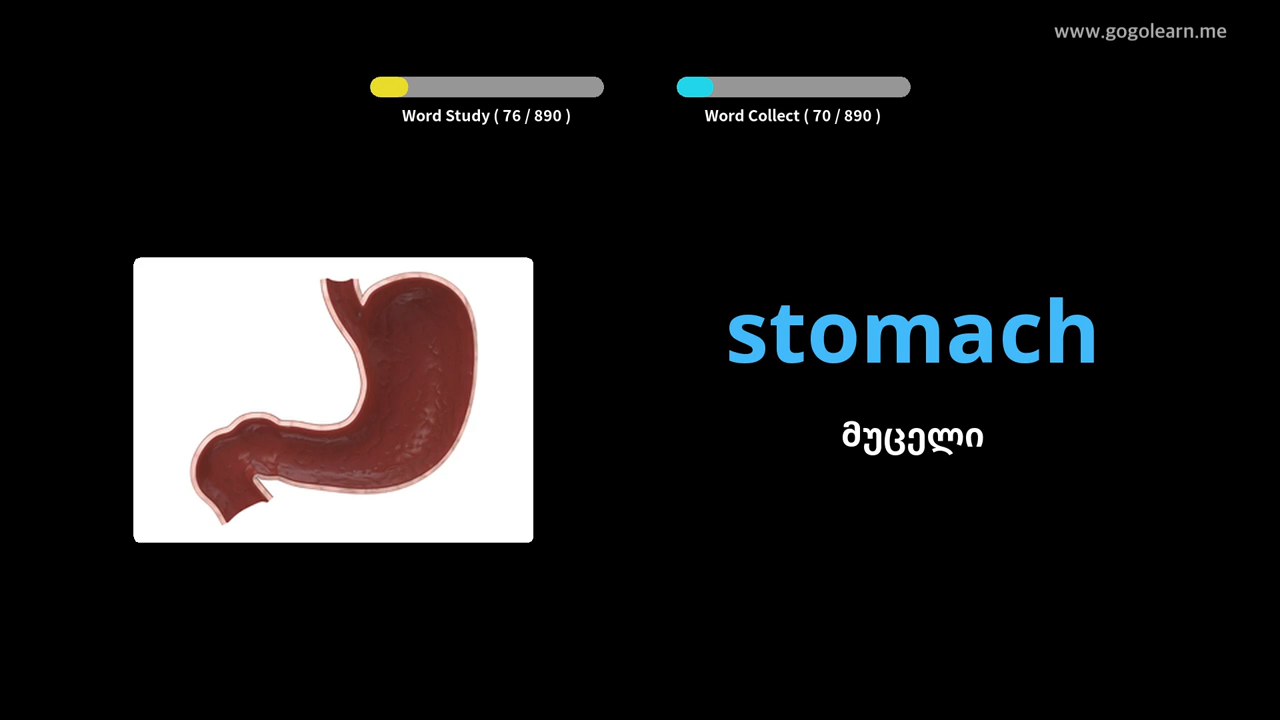 www.gogolearn.me
Word Study ( 76 / 890 )
Word Collect ( 70 / 890 )
stomach
მუცელი